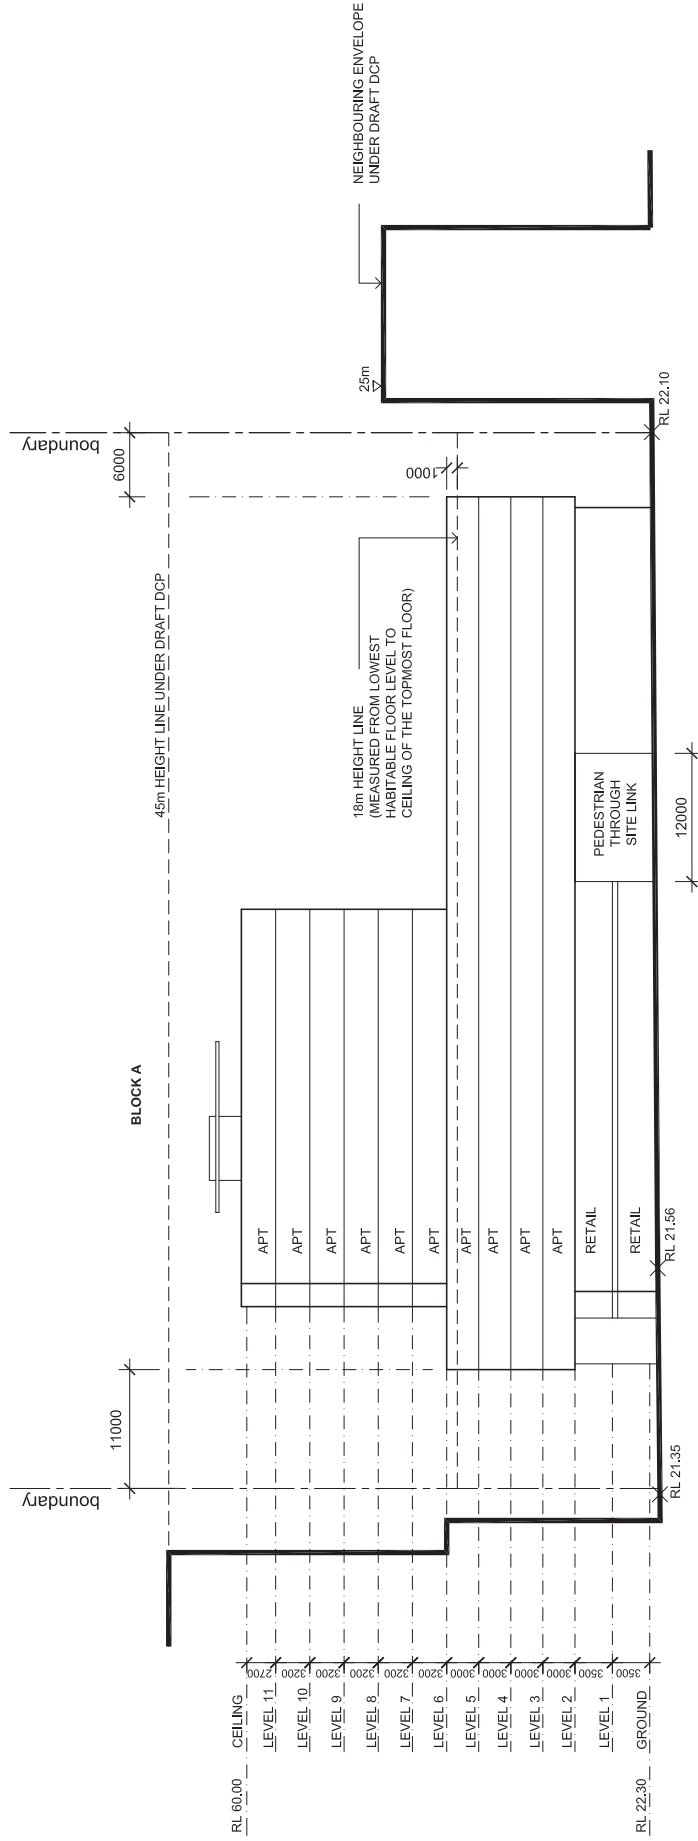 BLOCK A
boundary
boundary
11000
6000
45m HEIGHT LINE UNDER DRAFT DCP
NEIGHBOURING ENVELOPE
UNDER DRAFT DCP
25m
18m HEIGHT LINE
(MEASURED FROM LOWEST
HABITABLE FLOOR LEVEL TO
CEILING OF THE TOPMOST FLOOR)
1000
RL 60.00
CEILING
2700
LEVEL 11
APT
3200
LEVEL 10
APT
3200
LEVEL 9
APT
3200
LEVEL 8
APT
3200
LEVEL 7
APT
3200
LEVEL 6
APT
3000
LEVEL 5
APT
3000
LEVEL 4
APT
3000
LEVEL 3
APT
3000
LEVEL 2
APT
3500
LEVEL 1
RETAIL
3500
GROUND
RETAIL
RL 22.30
PEDESTRIAN
THROUGH
SITE LINK
12000
RL 21.35
RL 21.56
RL 22.10